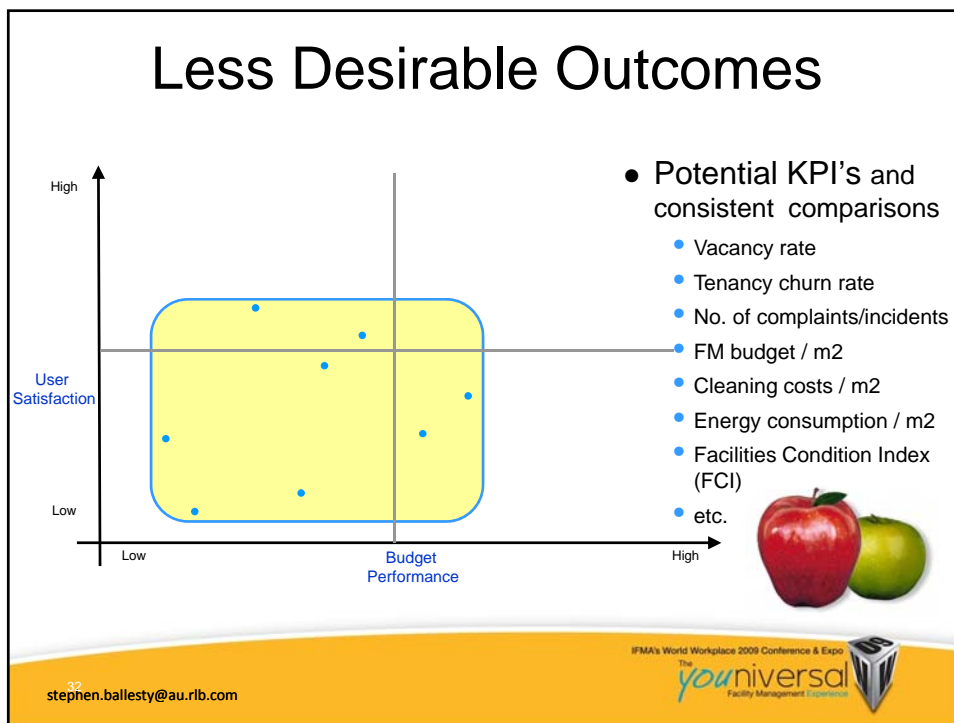 Less Desirable Outcomes
High
User
Satisfaction
Low
Low
Budget
Performance
High
● Potential KPI's and
consistent comparisons
• Vacancy rate
• Tenancy churn rate
• No. of complaints/incidents
• FM budget / m2
• Cleaning costs / m2
• Energy consumption / m2
• Facilities Condition Index
(FCI)
• etc.
32
stephen.ballesty@au.rlb.com
IFMA's World Workplace 2009 Conference & Expo
The
youniversal
Facility Management Experience